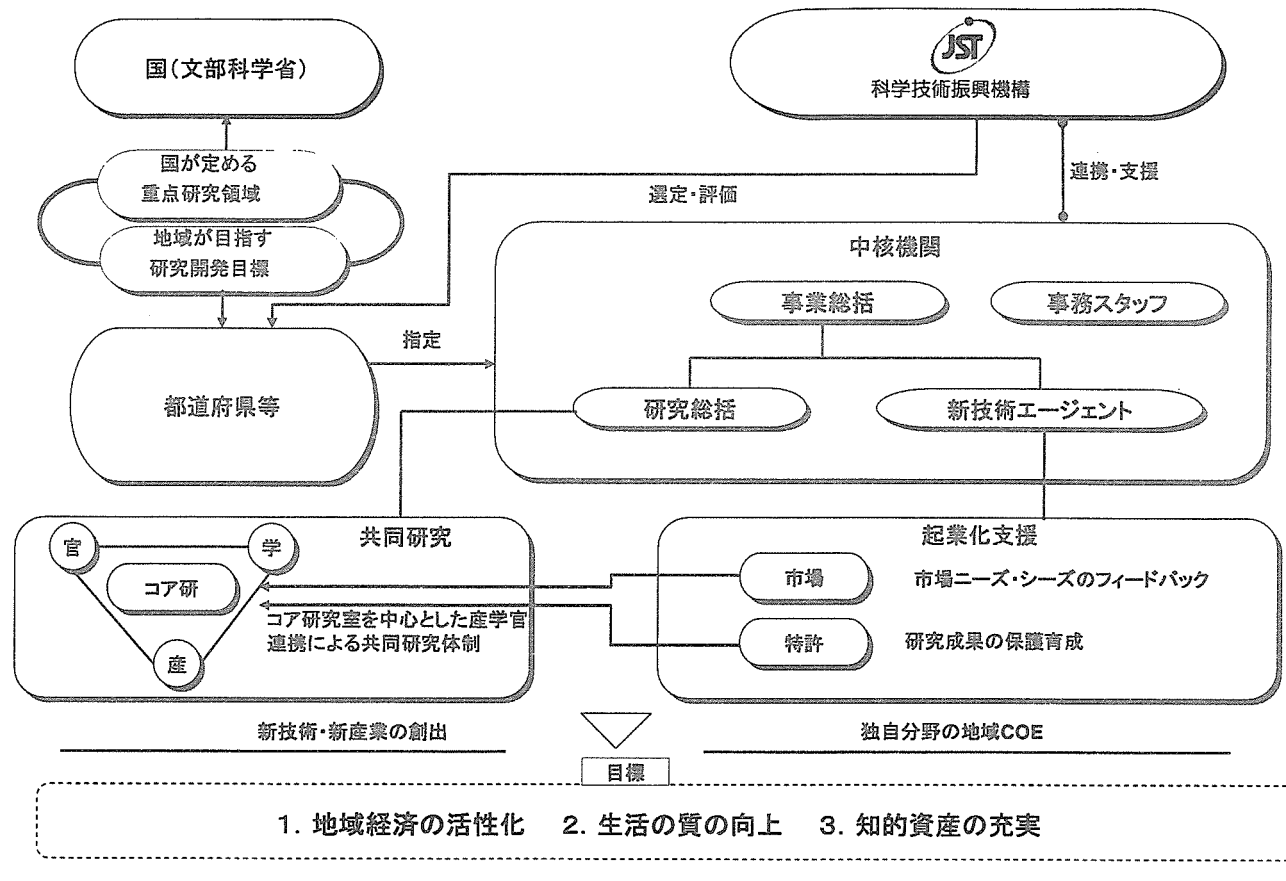 国(文部科学省)
JST
科学技術振興機構
国が定める
重点研究領域
地域が目指す
研究開発目標
選定・評価
連携・支援
中核機関
事業総括
事務スタッフ
指定
都道府県等
研究総括
新技術エージェント
共同研究
官
学
コア研
産
コア研究室を中心とした産学官
連携による共同研究体制
起業化支援
市場
市場ニーズ・シーズのフィードバック
特許
研究成果の保護育成
新技術・新産業の創出
独自分野の地域COE
目標
1. 地域経済の活性化 2. 生活の質の向上 3. 知的資産の充実